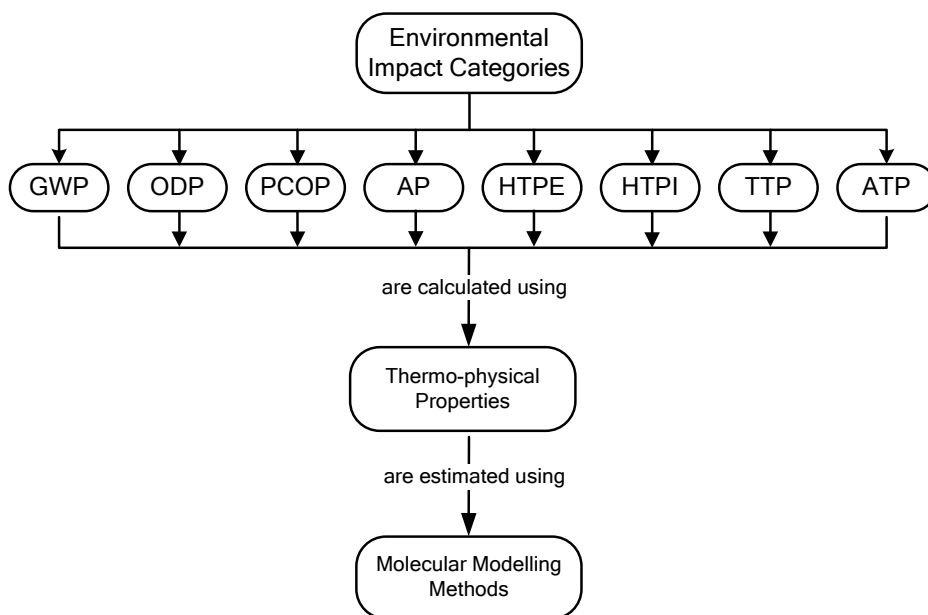 Environmental
Impact Categories
GWP
ODP
PCOP
AP
HTPE
HTPI
TTP
ATP
are calculated using
Thermo-physical
Properties
are estimated using
Molecular Modelling
Methods